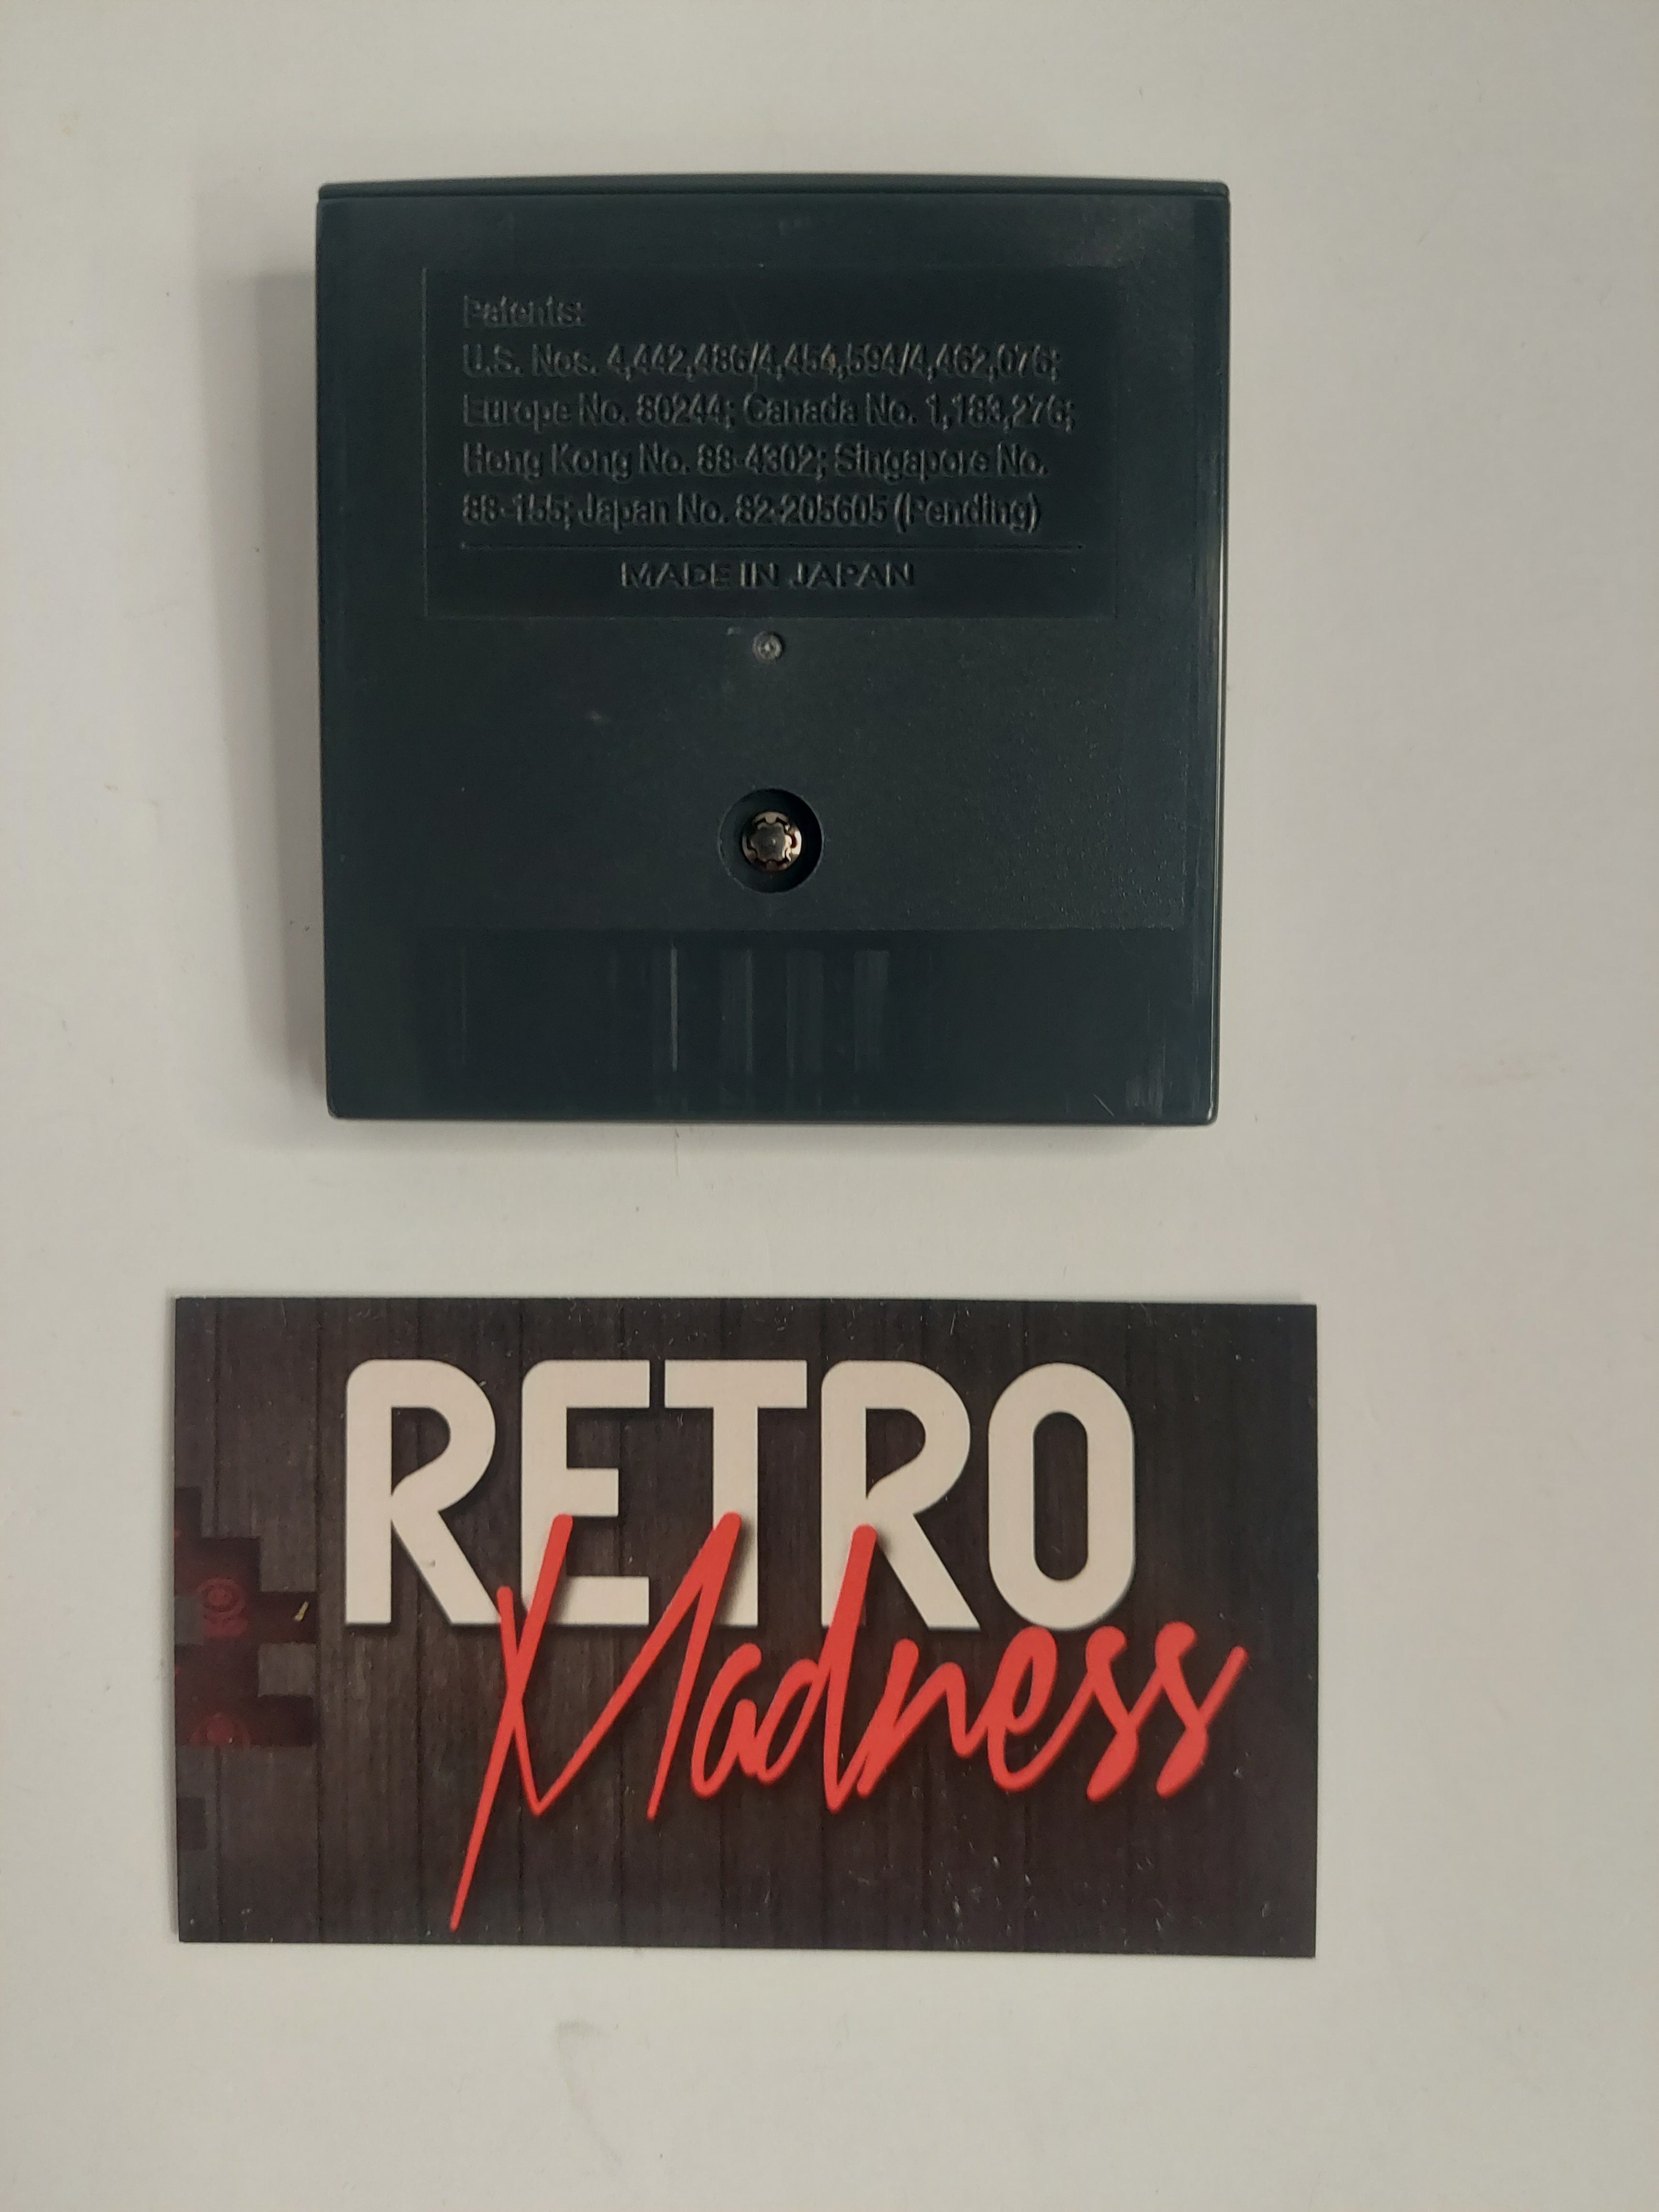 Patents:
U.S. Nos. 4,442,486/4,454,594/4,462,076;
Europe No. 80244; Canada No. 1,183,276;
Hong Kong No. 88-4302; Singapore No.
88-155; Japan No. 82-205605 (Pending)
MADE IN JAPAN
RETRO
Madness